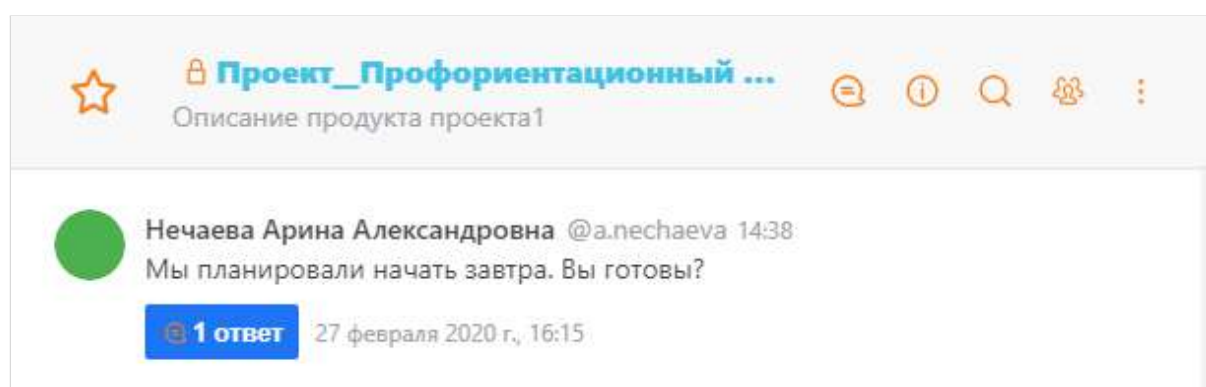 Проект__Профориентационный ...
Описание продукта проекта1
Нечаева Арина Александровна @a.nechaeva 14:38
Мы планировали начать завтра. Вы готовы?
1 ответ 27 февраля 2020 г., 16:15